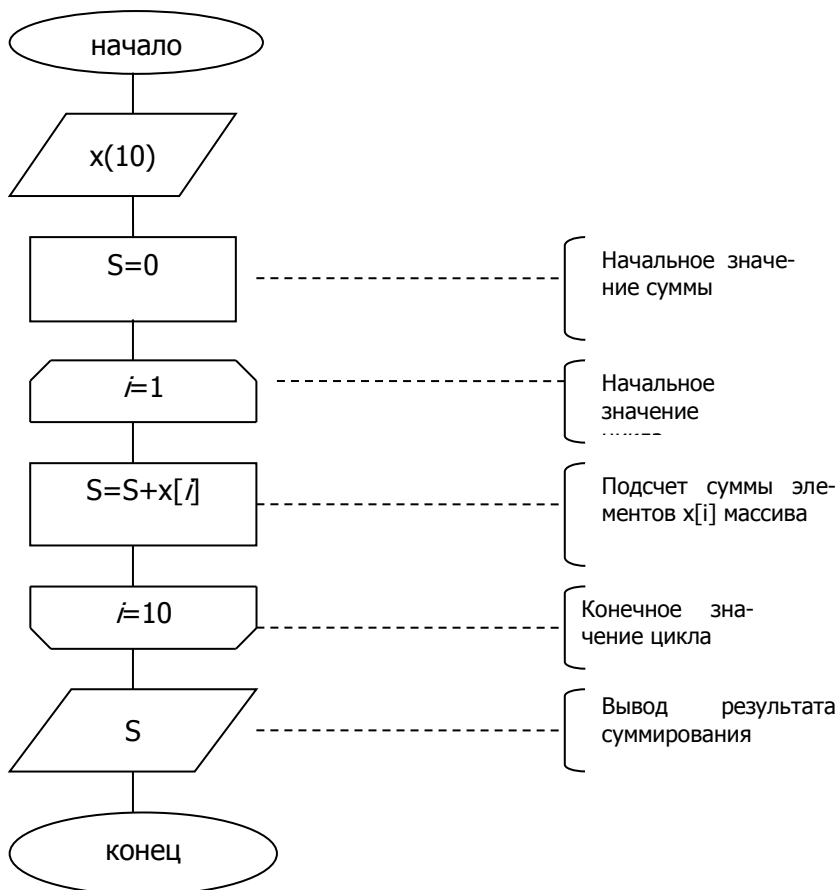 начало
x(10)
S=0
Начальное значе-
ние суммы
i=1
Начальное
значение
S=S+x[i]
Подсчет суммы эле-
ментов x[i] массива
i=10
Конечное зна-
чение цикла
S
Вывод результата
суммирования
конец